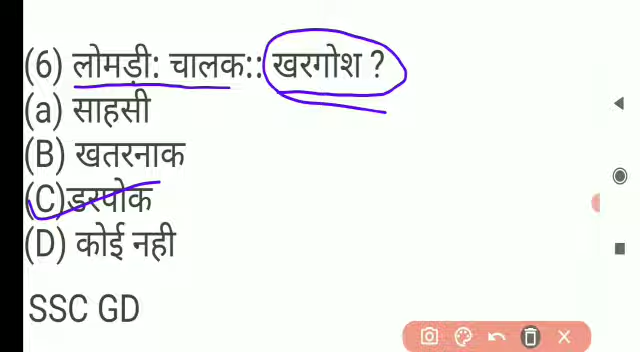 (6) लोमड़ी: चालक:: खरगोश ?
(a) साहसी
(B) खतरनाक
(C)डरपोक
(D) कोई नही
SSC GD